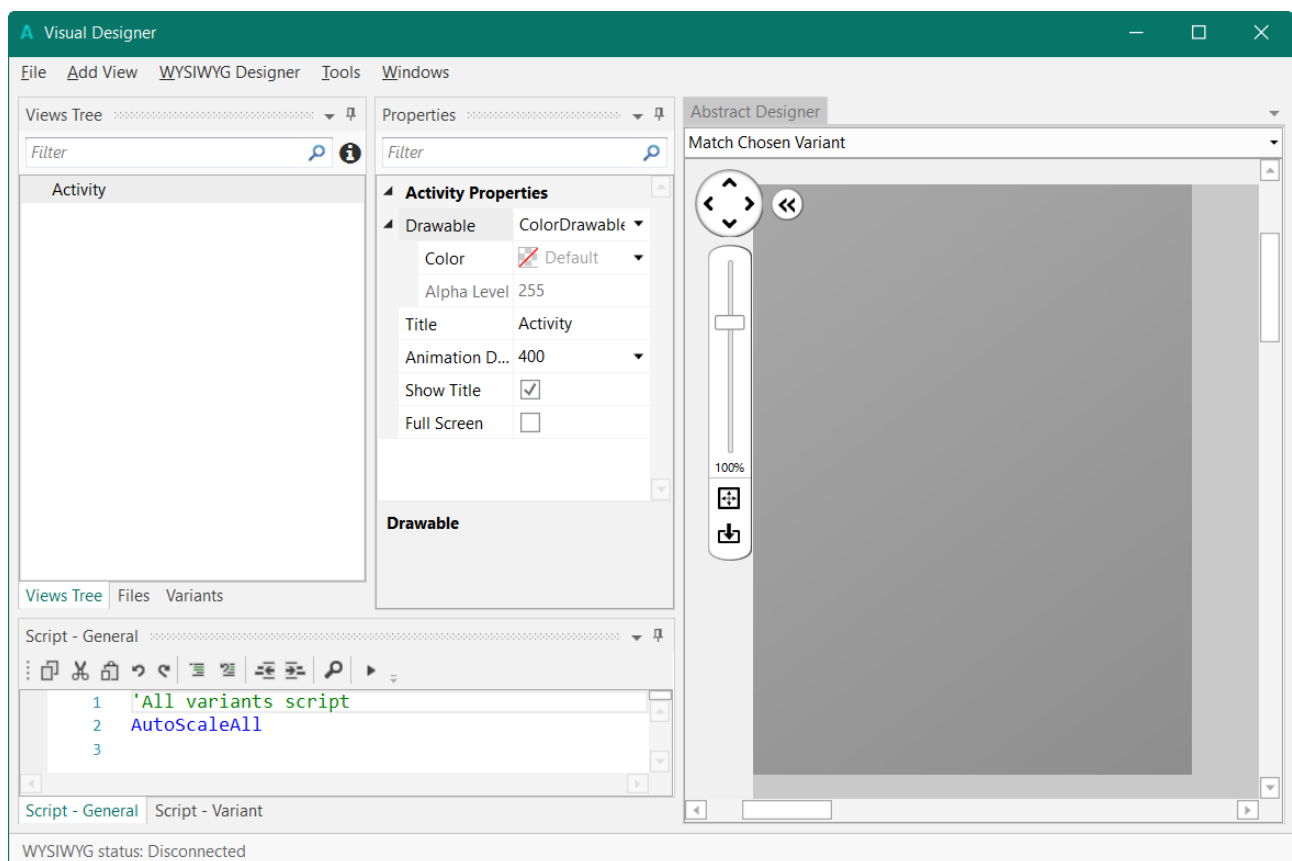 A Visual Designer
File Add View WYSIWYG Designer Tools Windows
Views Tree
Filter
Activity
Views Tree Files Variants
Properties
Filter
Activity Properties
Drawable ColorDrawable
Color Default
Alpha Level 255
Title Activity
Animation D... 400
Show Title
Full Screen
Drawable
Abstract Designer
Match Chosen Variant
100%
Script - General
1 'All variants script
2 AutoScaleAll
3
Script - General Script - Variant
WYSIWYG status: Disconnected